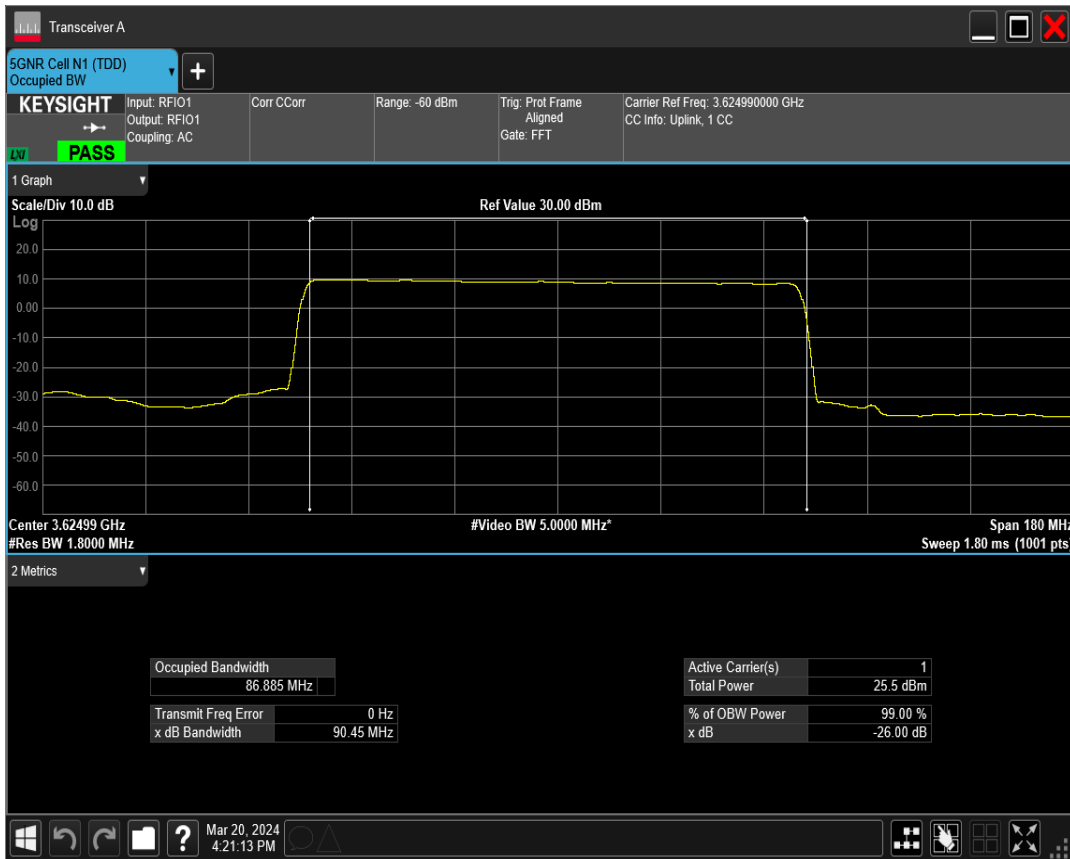 Transceiver A
5GNR Cell N1 (TDD)
Occupied BW
+
KEYSIGHT
LXI
PASS
Input: RFIO1
Output: RFIO1
Coupling: AC
Corr CCorr
Range: -60 dBm
Trig: Prot Frame
Aligned
Gate: FFT
Carrier Ref Freq: 3.624990000 GHz
CC Info: Uplink, 1 CC
1 Graph
Scale/Div 10.0 dB
Ref Value 30.00 dBm
Log
20.0
10.0
0.00
-10.0
-20.0
-30.0
-40.0
-50.0
-60.0
Center 3.62499 GHz
#Video BW 5.0000 MHz*
Span 180 MHz
#Res BW 1.8000 MHz
Sweep 1.80 ms (1001 pts)
2 Metrics
Occupied Bandwidth
86.885 MHz
Transmit Freq Error 0 Hz
x dB Bandwidth 90.45 MHz
Active Carrier(s) 1
Total Power 25.5 dBm
% of OBW Power 99.00 %
x dB -26.00 dB
?
Mar 20, 2024
4:21:13 PM